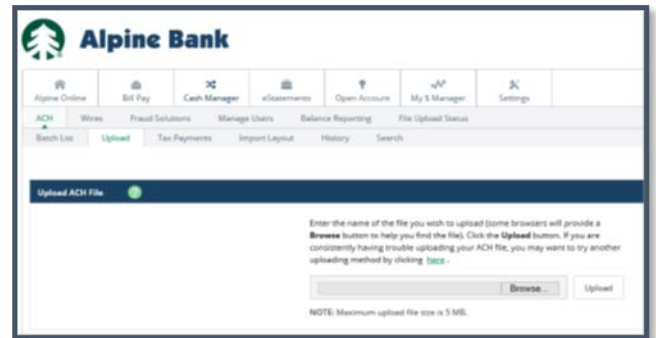 Alpine Bank
Alpine Online Bill Pay Cash Manager eStatements Open Account My $ Manager Settings
ACH Wires Fraud Solutions Manage Users Balance Reporting File Upload Status
Batch List Upload Tax Payments Import Layout History Search
Upload ACH File ?
Enter the name of the file you wish to upload (some browsers will provide a
Browse button to help you find the file). Click the Upload button. If you are
consistently having trouble uploading your ACH file, you may want to try another
uploading method by clicking here .
Browse... Upload
NOTE: Maximum upload file size is 5 MB.